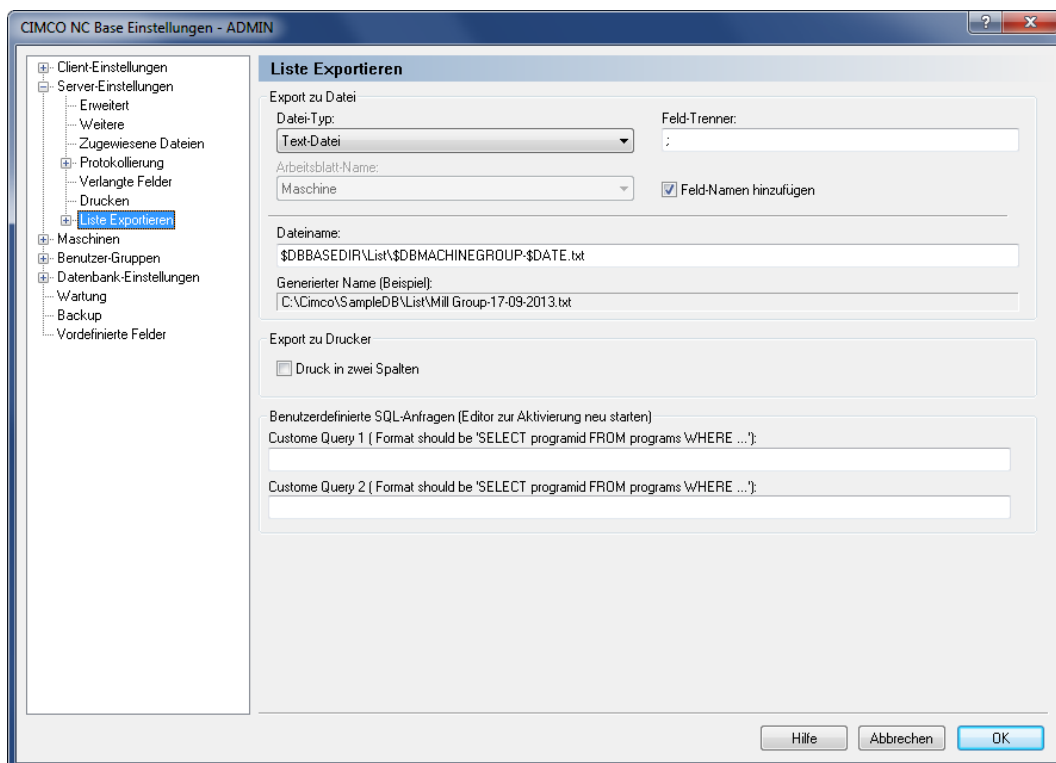 CIMCO NC Base Einstellungen - ADMIN
Client-Einstellungen
Server-Einstellungen
Erweitert
Weitere
Zugewiesene Dateien
Protokollierung
Verlangte Felder
Drucken
Liste Exportieren
Maschinen
Benutzer-Gruppen
Datenbank-Einstellungen
Wartung
Backup
Vordefinierte Felder
Liste Exportieren
Export zu Datei
Datei-Typ:
Feld-Trenner:
Text-Datei
;
Arbeitsblatt-Name:
Maschine
Feld-Namen hinzufügen
Dateiname:
$DBBASEDIR\List\$DBMACHINEGROUP-$DATE.txt
Generierter Name (Beispiel):
C:\Cimco\SampleDB\List\Mill Group-17-09-2013.txt
Export zu Drucker
Druck in zwei Spalten
Benutzerdefinierte SQL-Anfragen (Editor zur Aktivierung neu starten)
Custome Query 1 ( Format should be 'SELECT programid FROM programs WHERE ...'):
Custome Query 2 ( Format should be 'SELECT programid FROM programs WHERE ...'):
Hilfe
Abbrechen
OK